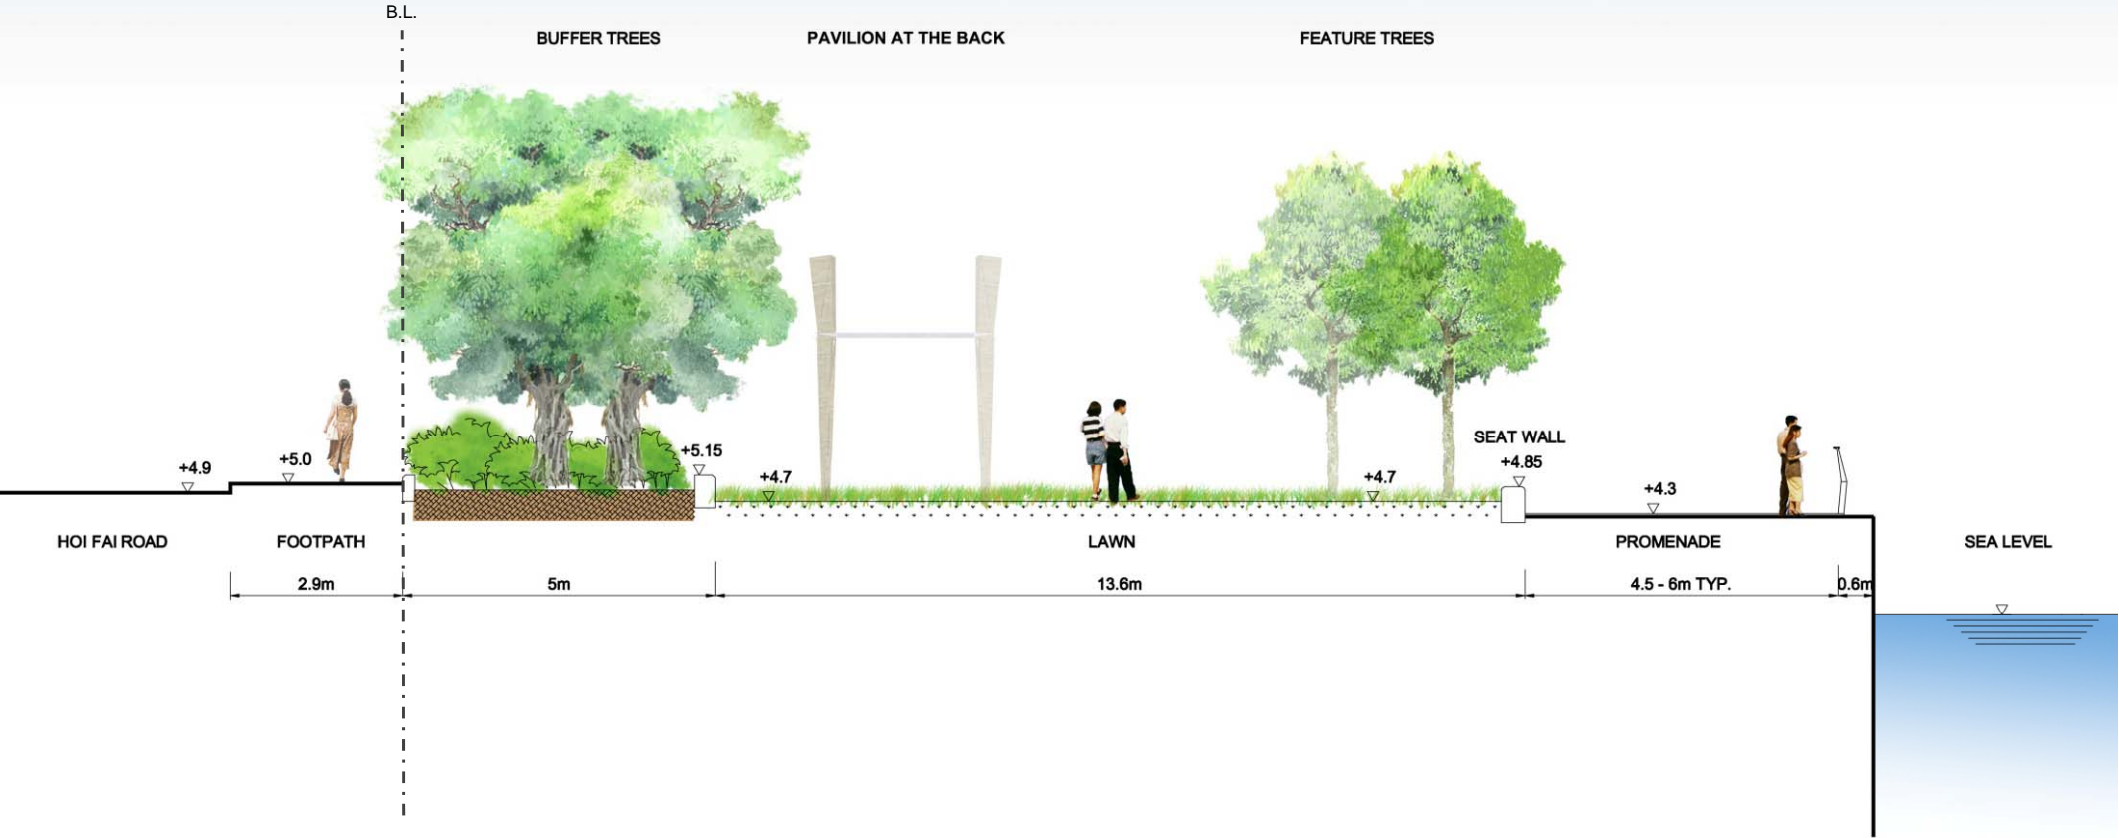 B.L.
BUFFER TREES
PAVILION AT THE BACK
FEATURE TREES
+4.9
+5.0
+5.15
+4.7
+4.7
SEAT WALL
+4.85
+4.3
HOI FAI ROAD
FOOTPATH
LAWN
PROMENADE
SEA LEVEL
2.9m
5m
13.6m
4.5 - 6m TYP.
0.6m